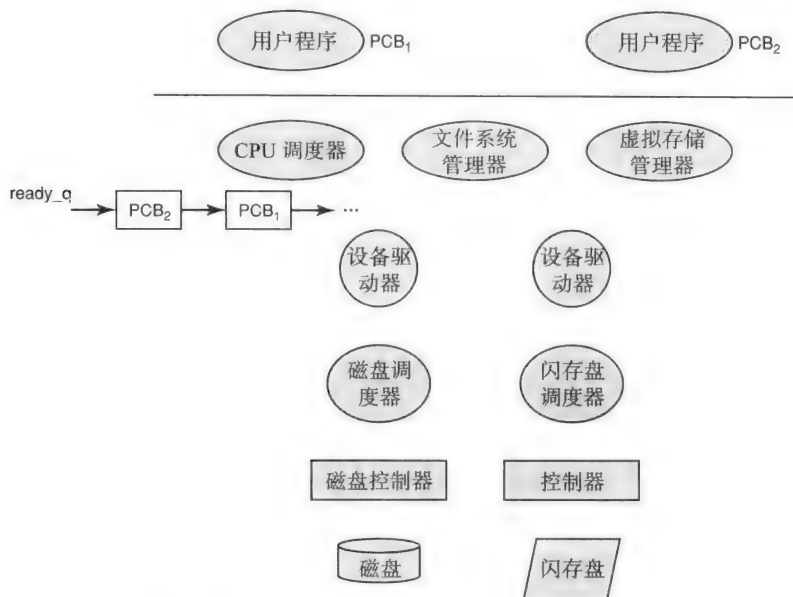 用户程序 PCB₁
用户程序 PCB₂
CPU 调度器
文件系统
管理器
虚拟存储
管理器
ready_q
PCB₂
PCB₁
...
设备驱
动器
设备驱
动器
磁盘调
度器
闪存盘
调度器
磁盘控制器
控制器
磁盘
闪存盘